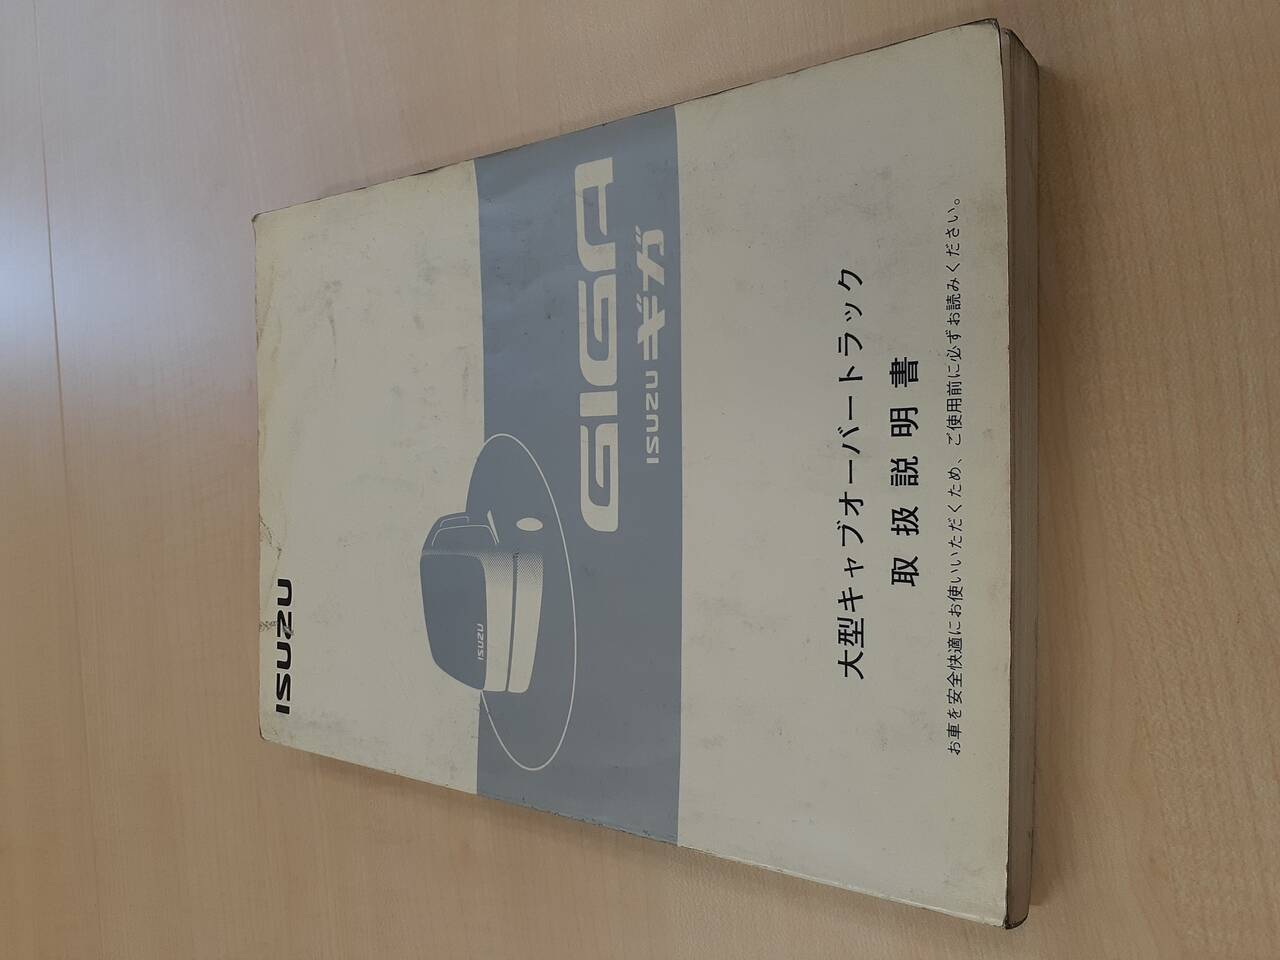 ISUZU
ISUZU
GIGA
ISUZU ギガ
大型キャブオーバートラック
取扱説明書
お車を安全快適にお使いいただくため、ご使用前に必ずお読みください。